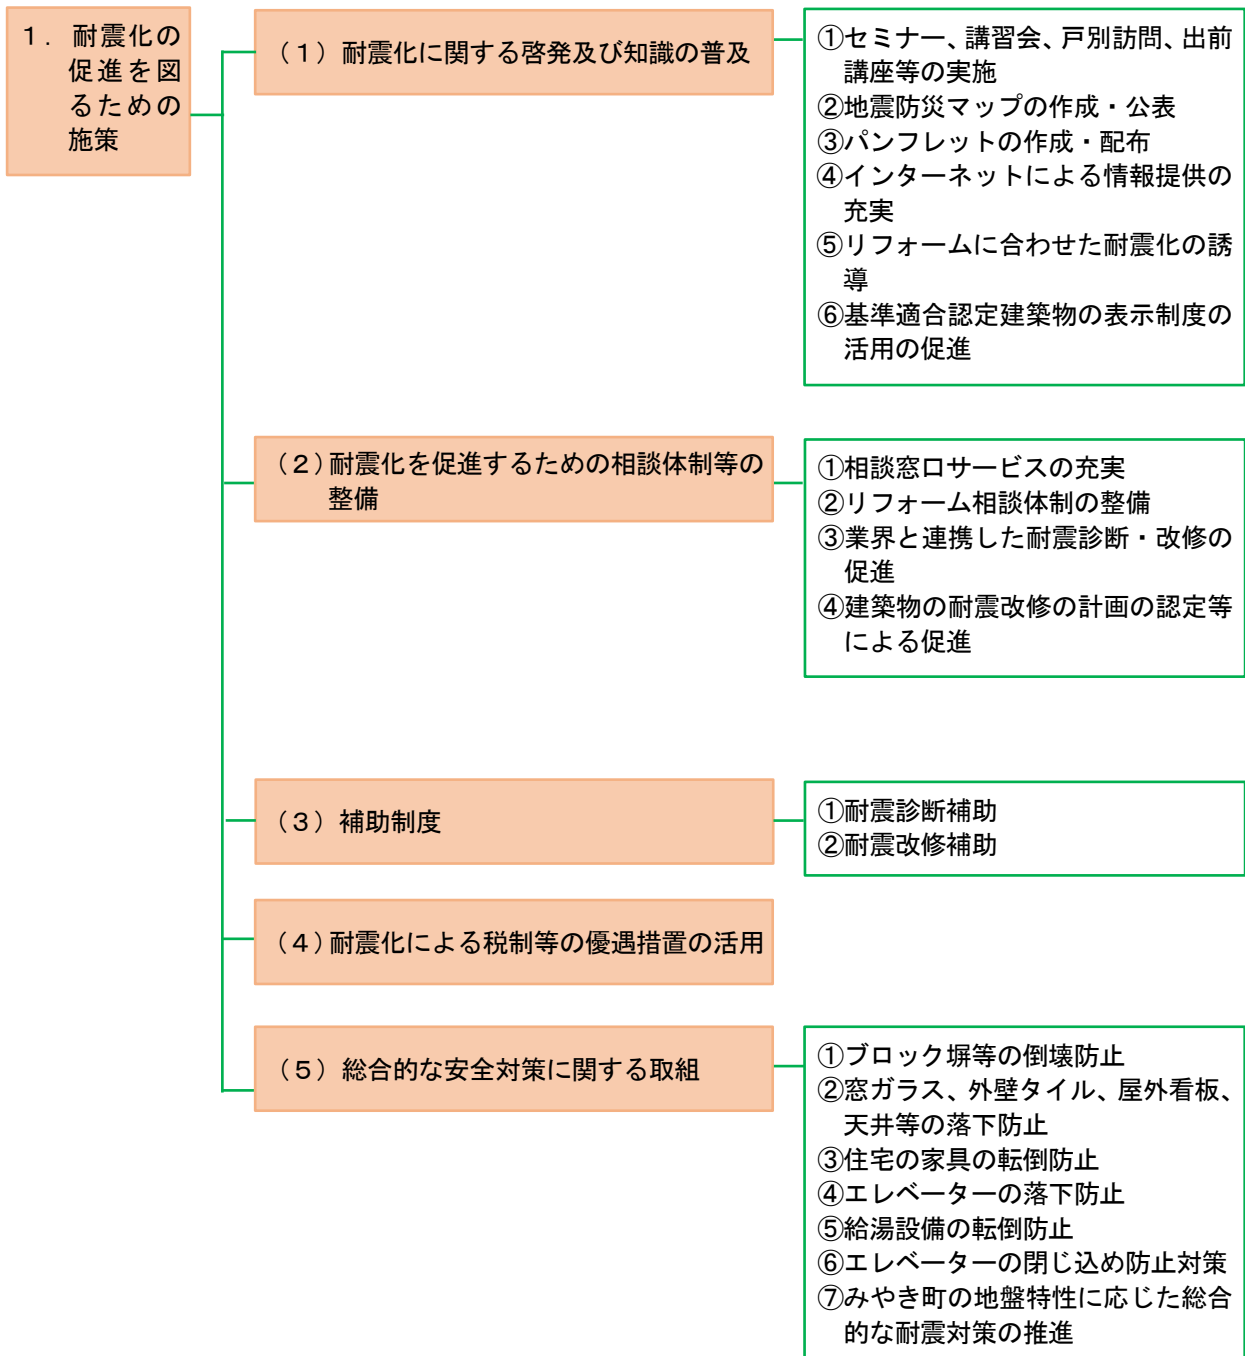 １．耐震化の
促進を図
るための
施策
（１）耐震化に関する啓発及び知識の普及
①セミナー、講習会、戸別訪問、出前
講座等の実施
②地震防災マップの作成・公表
③パンフレットの作成・配布
④インターネットによる情報提供の
充実
⑤リフォームに合わせた耐震化の誘
導
⑥基準適合認定建築物の表示制度の
活用の促進
（２）耐震化を促進するための相談体制等の
整備
①相談窓口サービスの充実
②リフォーム相談体制の整備
③業界と連携した耐震診断・改修の
促進
④建築物の耐震改修の計画の認定等
による促進
（３）補助制度
①耐震診断補助
②耐震改修補助
（４）耐震化による税制等の優遇措置の活用
（５）総合的な安全対策に関する取組
①ブロック塀等の倒壊防止
②窓ガラス、外壁タイル、屋外看板、
天井等の落下防止
③住宅の家具の転倒防止
④エレベーターの落下防止
⑤給湯設備の転倒防止
⑥エレベーターの閉じ込め防止対策
⑦みやき町の地盤特性に応じた総合
的な耐震対策の推進